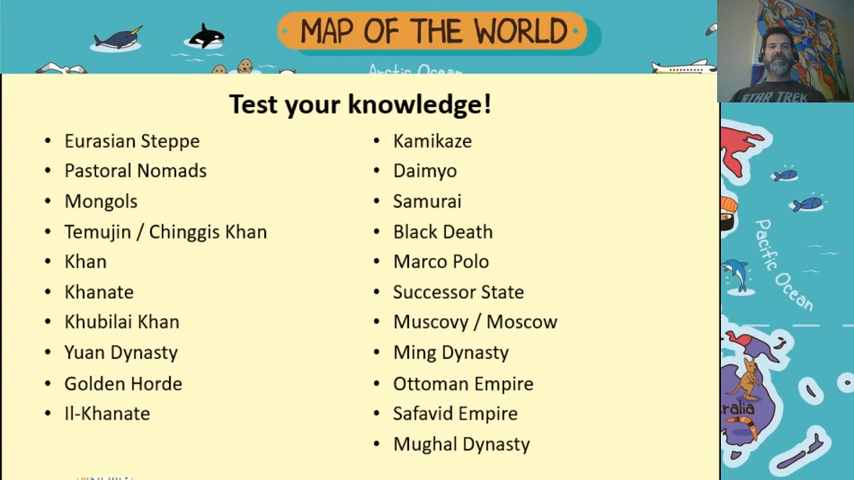 MAP OF THE WORLD
Arctic Ocean
Test your knowledge!
• Eurasian Steppe
• Pastoral Nomads
• Mongols
• Temujin / Chinggis Khan
• Khan
• Khanate
• Khubilai Khan
• Yuan Dynasty
• Golden Horde
• Il-Khanate
• Kamikaze
• Daimyo
• Samurai
• Black Death
• Marco Polo
• Successor State
• Muscovy / Moscow
• Ming Dynasty
• Ottoman Empire
• Safavid Empire
• Mughal Dynasty
STAR TREK
Pacific Ocean
ralia